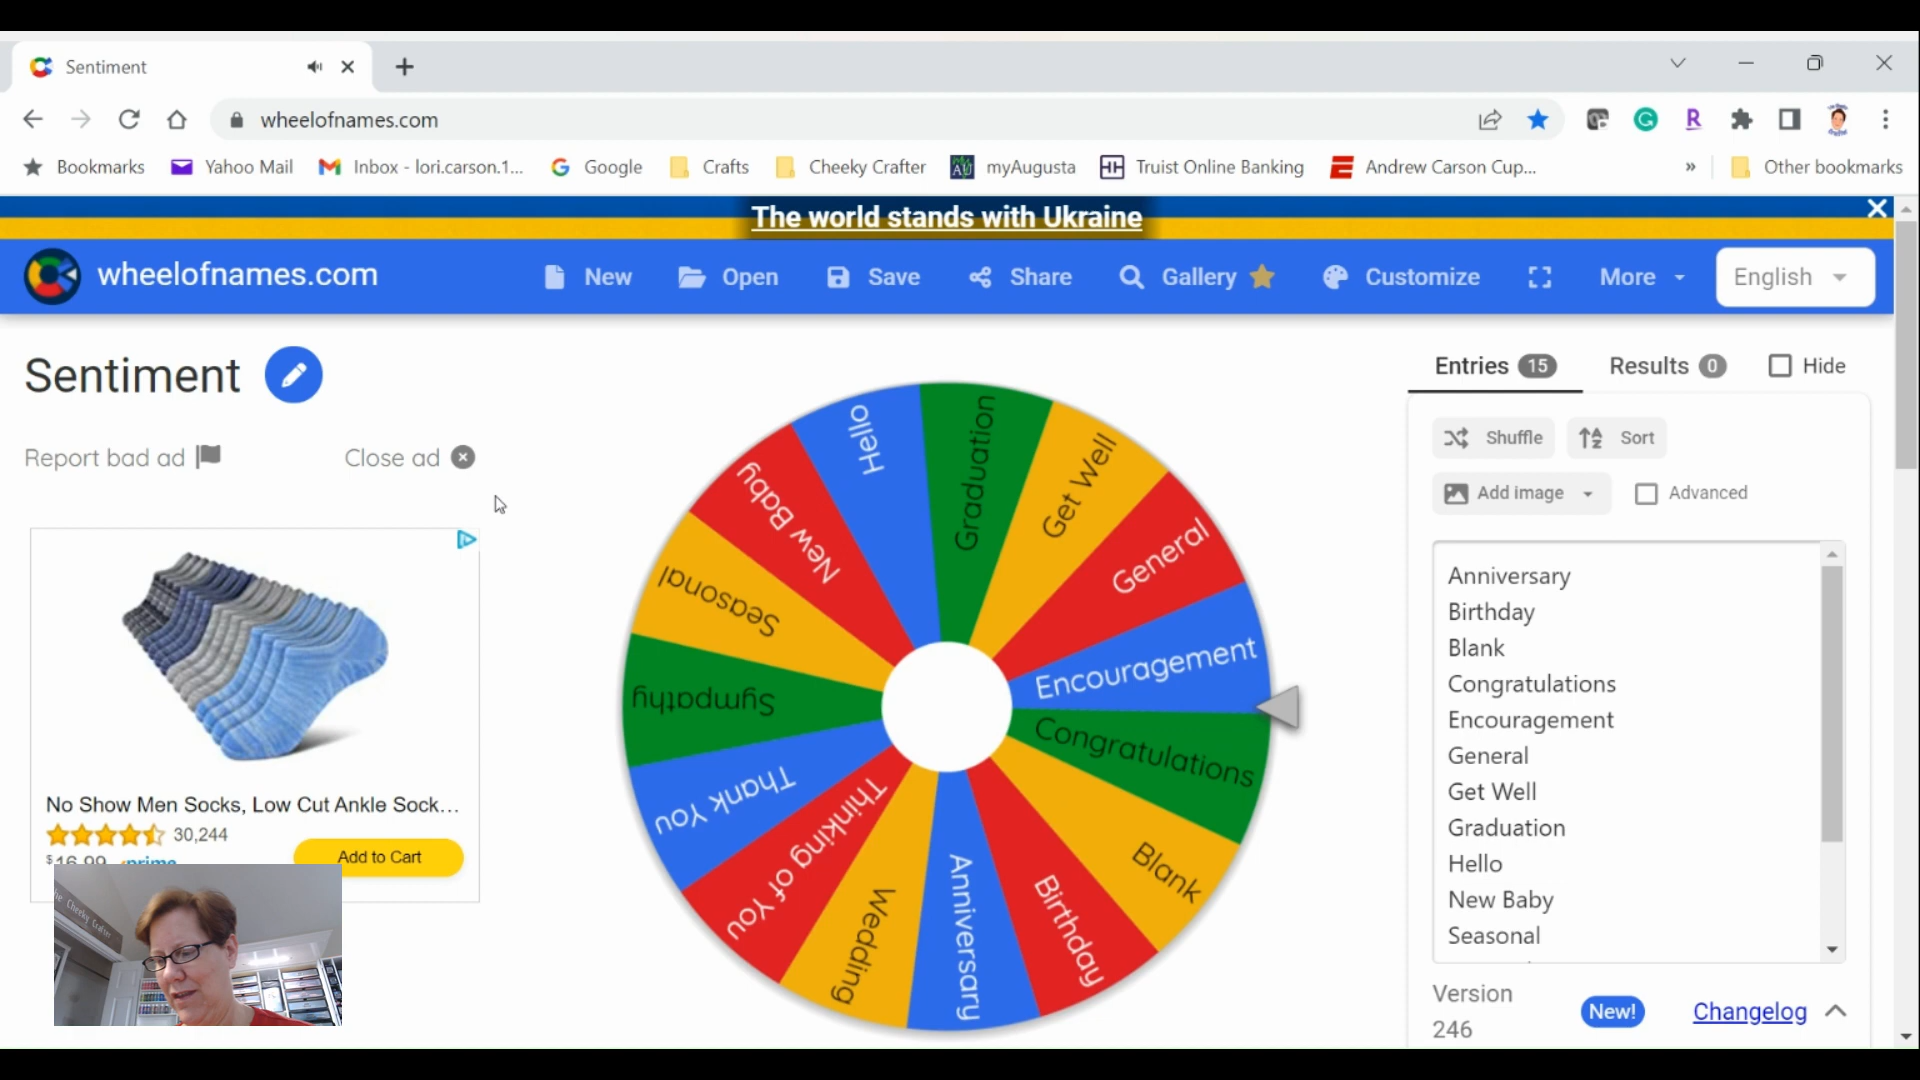 Sentiment
wheelofnames.com
Bookmarks Yahoo Mail Inbox - lori.carson.1... Google Crafts Cheeky Crafter myAugusta Truist Online Banking Andrew Carson Cup... » Other bookmarks
The world stands with Ukraine
wheelofnames.com New Open Save Share Gallery Customize More English
Sentiment
Report bad ad Close ad
No Show Men Socks, Low Cut Ankle Sock...
30,244
Add to Cart
he Cheeky Crafter
Hello
Graduation
Get Well
General
Encouragement
Congratulations
Blank
Birthday
Anniversary
Wedding
Thinking of You
Thank You
Sympathy
Seasonal
New Baby
Entries 15 Results 0 Hide
Shuffle Sort
Add image Advanced
Anniversary
Birthday
Blank
Congratulations
Encouragement
General
Get Well
Graduation
Hello
New Baby
Seasonal
Version
246
New! Changelog